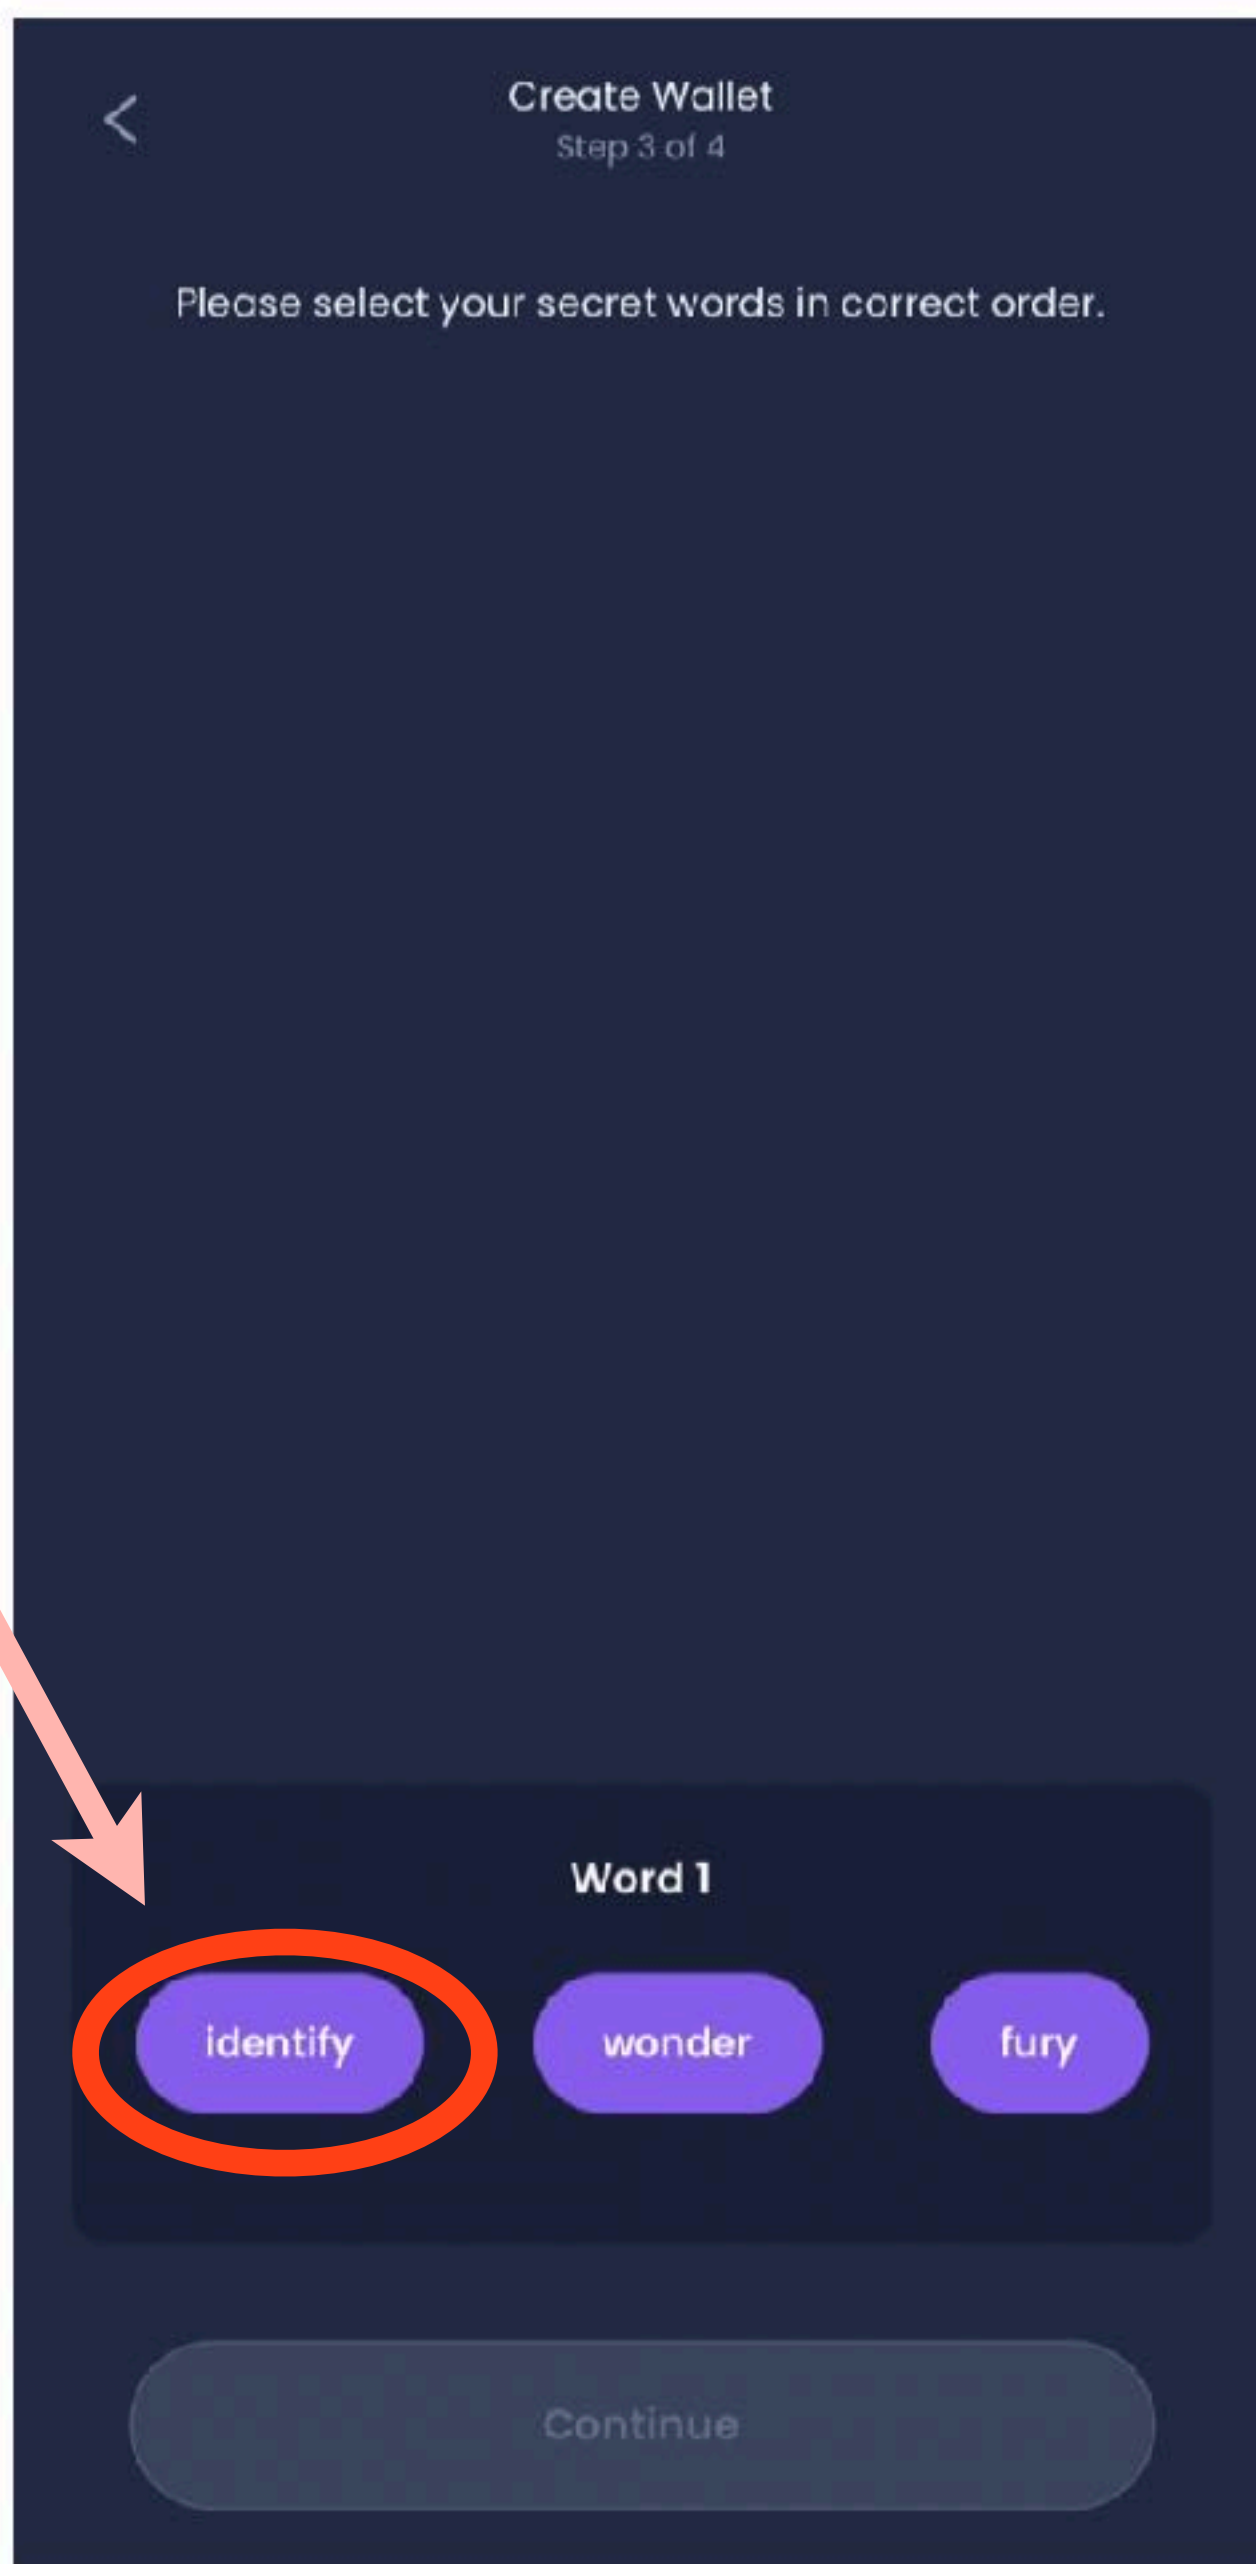 Create Wallet
Step 3 of 4
Please select your secret words in correct order.
Word 1
identify wonder fury
Continue